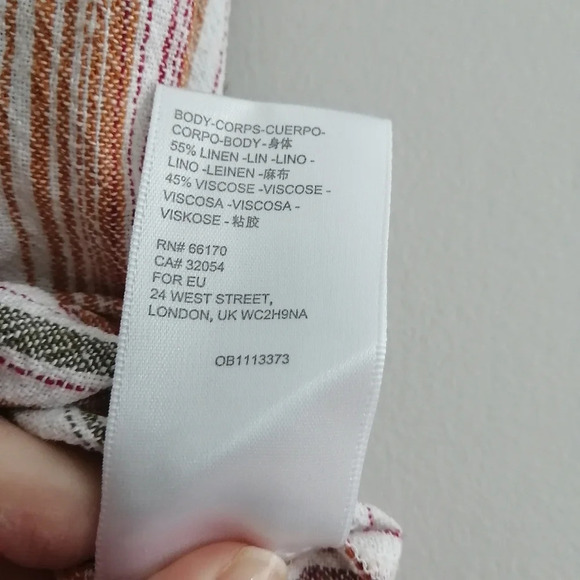 BODY-CORPS-CUERPO-
CORPO-BODY-身体
55% LINEN -LIN -LINO -
LINO -LEINEN -麻布
45% VISCOSE -VISCOSE -
VISCOSA -VISCOSA -
VISKOSE -粘胶
RN# 66170
CA# 32054
FOR EU
24 WEST STREET,
LONDON, UK WC2H9NA
OB1113373